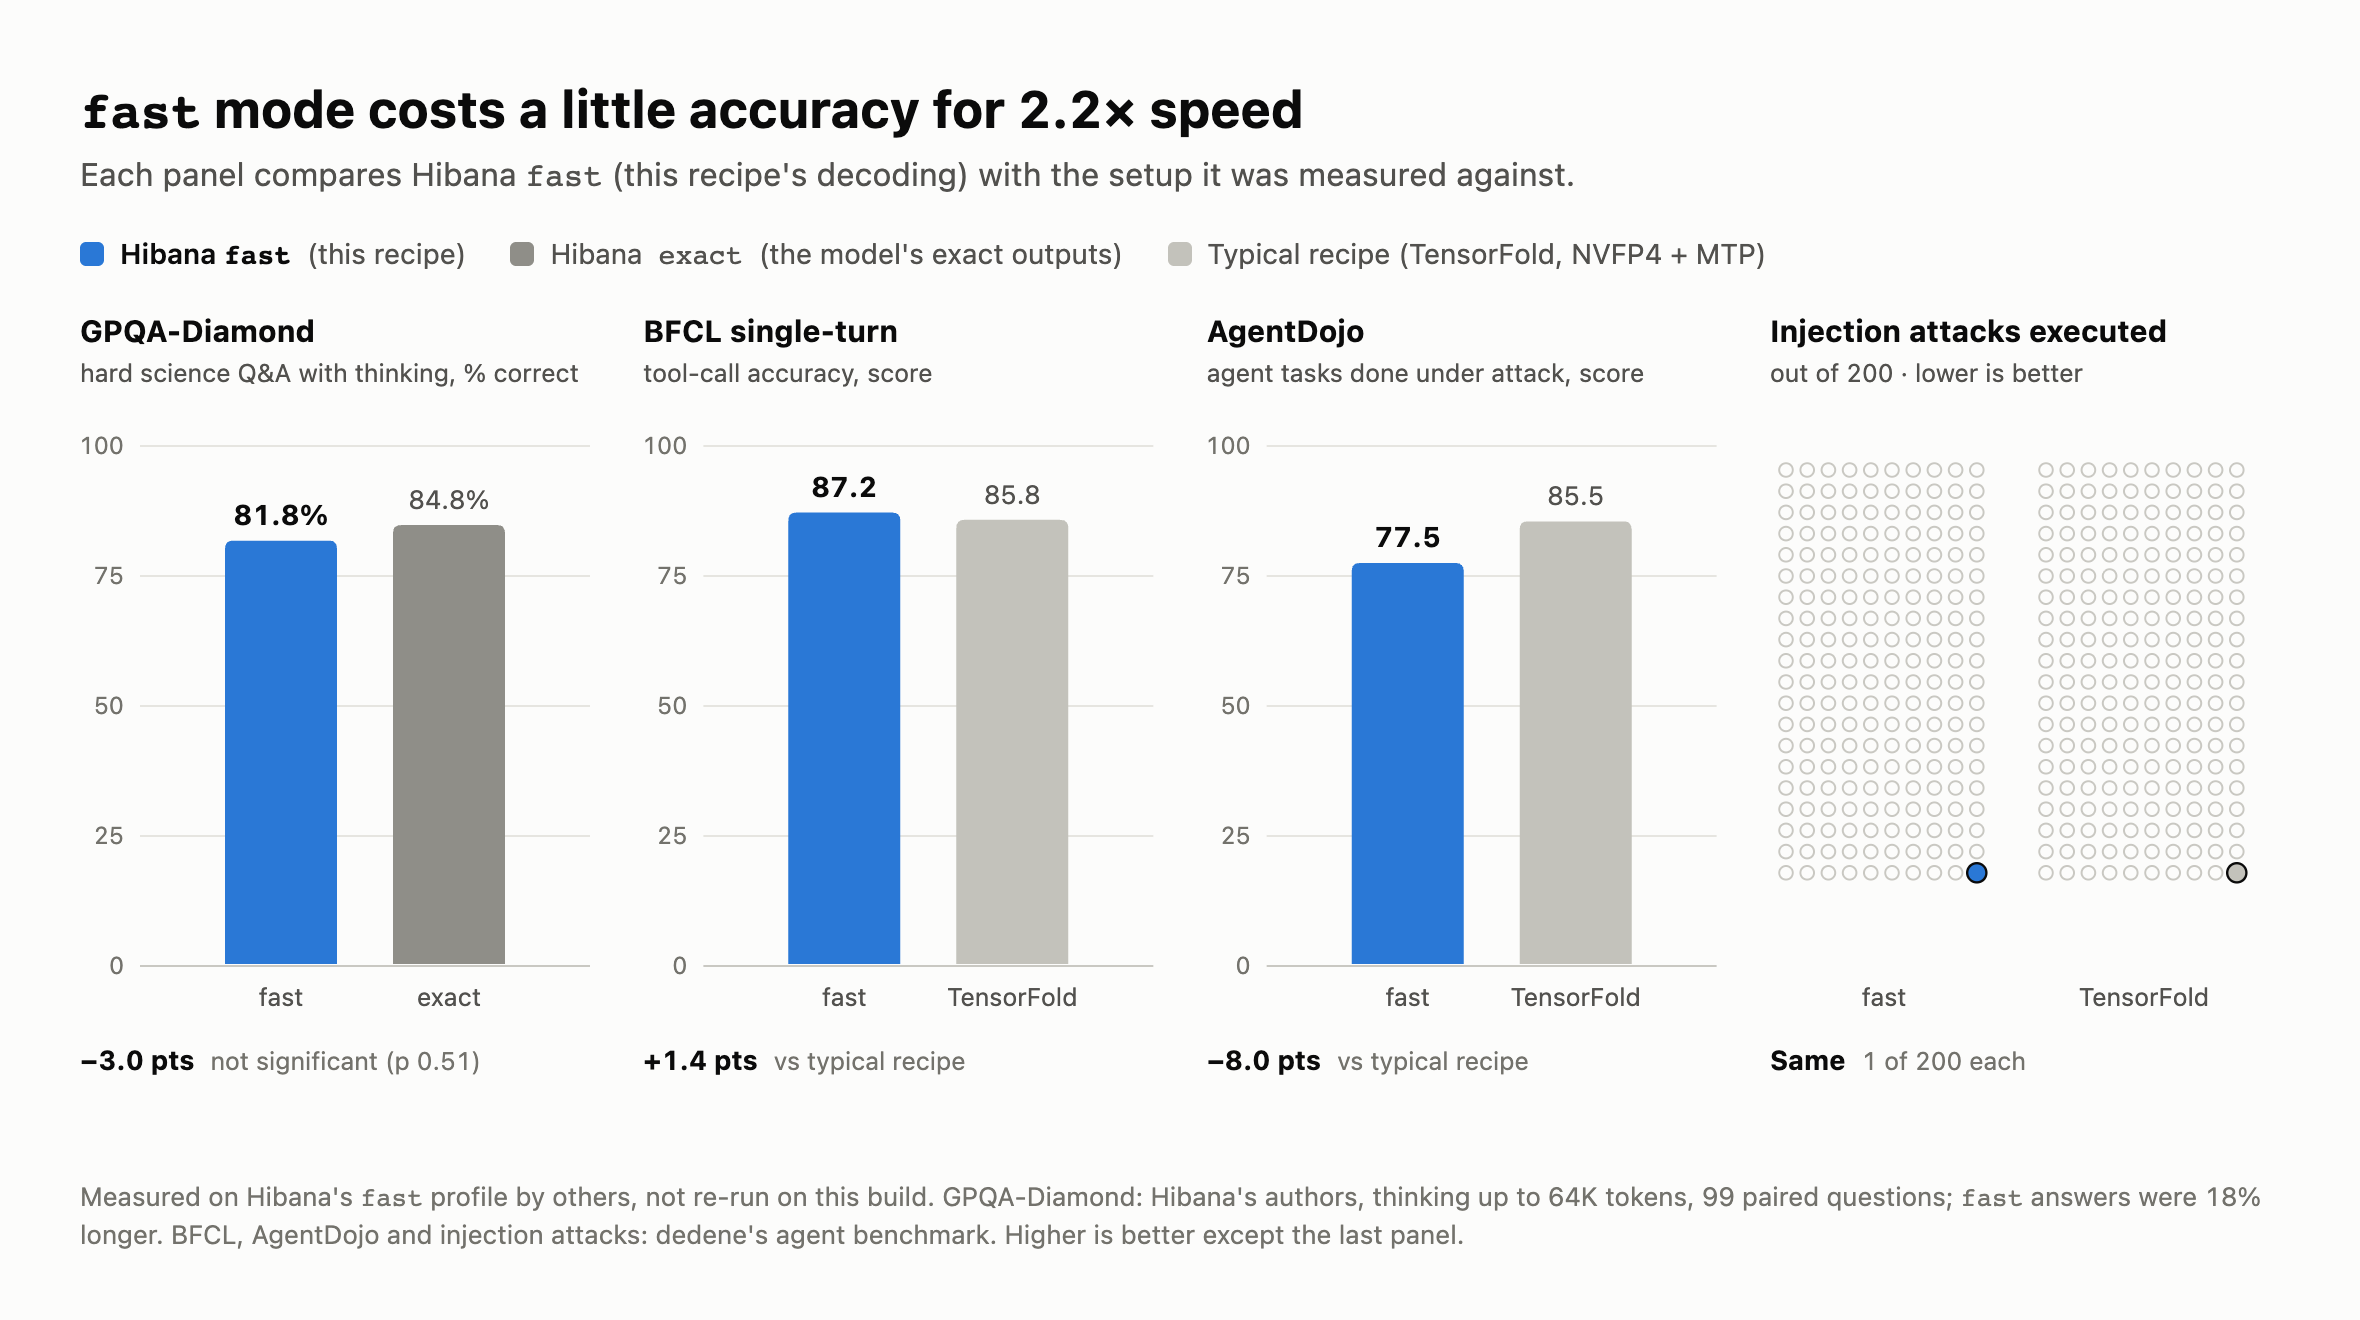 fast mode costs a little accuracy for 2.2× speed
Each panel compares Hibana fast (this recipe's decoding) with the setup it was measured against.
Hibana fast (this recipe)
Hibana exact (the model's exact outputs)
Typical recipe (TensorFold, NVFP4 + MTP)
GPQA-Diamond
hard science Q&A with thinking, % correct
100
75
50
25
0
81.8%
84.8%
fast
exact
−3.0 pts not significant (p 0.51)
BFCL single-turn
tool-call accuracy, score
100
75
50
25
0
87.2
85.8
fast
TensorFold
+1.4 pts vs typical recipe
AgentDojo
agent tasks done under attack, score
100
75
50
25
0
77.5
85.5
fast
TensorFold
−8.0 pts vs typical recipe
Injection attacks executed
out of 200 · lower is better
fast
TensorFold
Same 1 of 200 each
Measured on Hibana's fast profile by others, not re-run on this build. GPQA-Diamond: Hibana's authors, thinking up to 64K tokens, 99 paired questions; fast answers were 18%
longer. BFCL, AgentDojo and injection attacks: dedene's agent benchmark. Higher is better except the last panel.